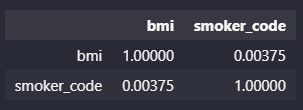 bmi smoker_code
bmi 1.00000 0.00375
smoker_code 0.00375 1.00000